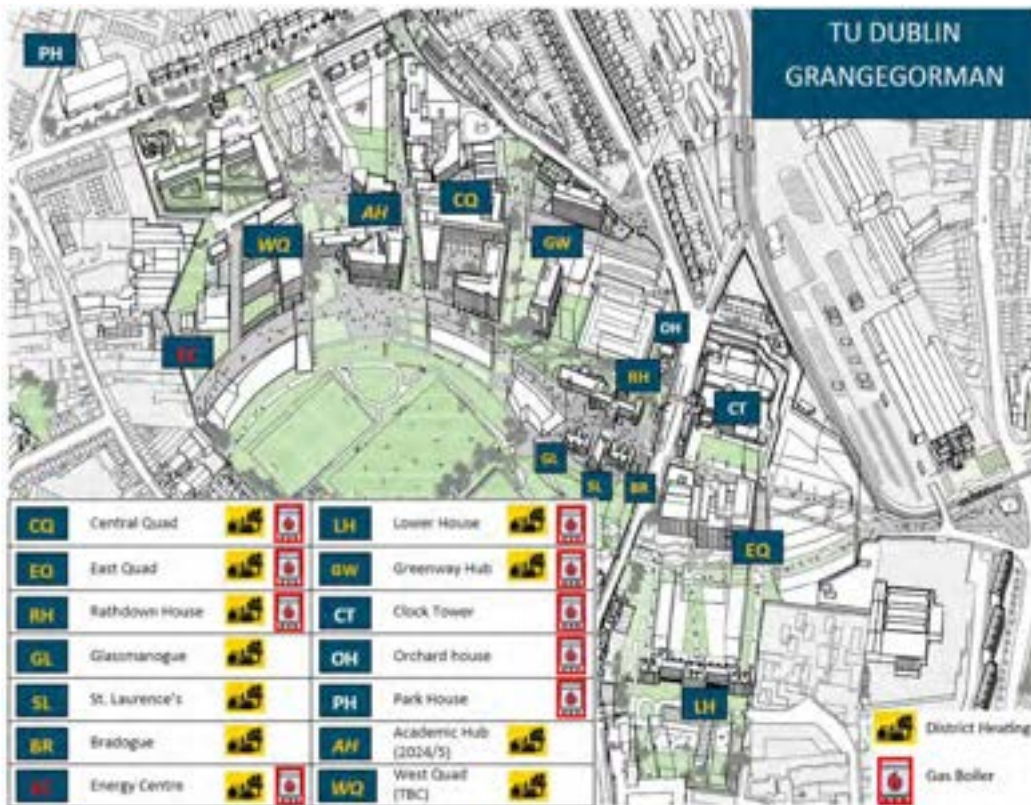 TU DUBLIN
GRANGEGORMAN
PH
AH
CQ
WQ
GW
OH
EC
RH
CT
GL
SL
BR
EQ
LH
CQ Central Quad
EQ East Quad
RH Rathdown House
GL Glassmanogue
SL St. Laurence's
BR Bradogue
EC Energy Centre
LH Lower House
GW Greenway Hub
CT Clock Tower
OH Orchard house
PH Park House
AH Academic Hub
(2024/5)
WQ West Quad
(TBC)
District Heating
Gas Boiler